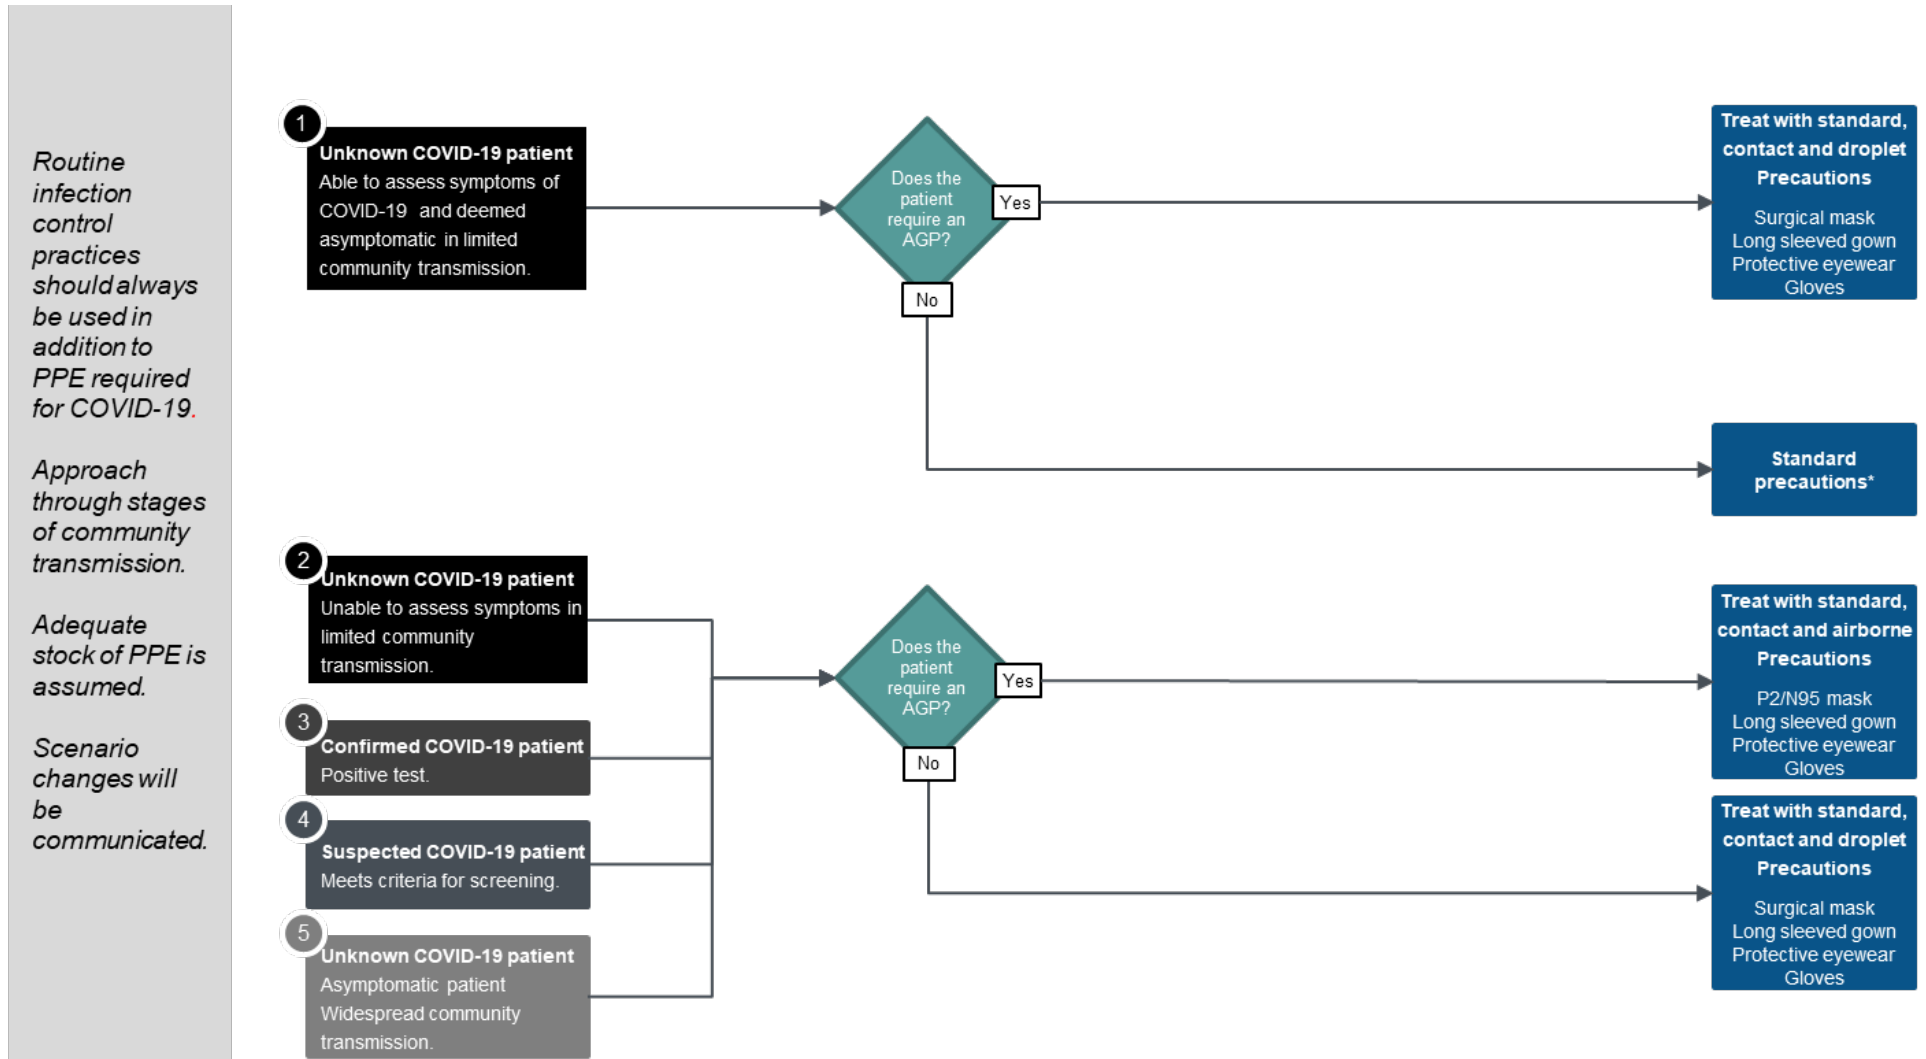 Routine
infection
control
practices
should always
be used in
addition to
PPE required
for COVID-19.
Approach
through stages
of community
transmission.
Adequate
stock of PPE is
assumed.
Scenario
changes will
be
communicated.
1
Unknown COVID-19 patient
Able to assess symptoms of
COVID-19 and deemed
asymptomatic in limited
community transmission.
Does the
patient
require an
AGP?
Yes
No
Treat with standard,
contact and droplet
Precautions
Surgical mask
Long sleeved gown
Protective eyewear
Gloves
Standard
precautions*
2
Unknown COVID-19 patient
Unable to assess symptoms in
limited community
transmission.
3
Confirmed COVID-19 patient
Positive test.
4
Suspected COVID-19 patient
Meets criteria for screening.
5
Unknown COVID-19 patient
Asymptomatic patient
Widespread community
transmission.
Does the
patient
require an
AGP?
Yes
No
Treat with standard,
contact and airborne
Precautions
P2/N95 mask
Long sleeved gown
Protective eyewear
Gloves
Treat with standard,
contact and droplet
Precautions
Surgical mask
Long sleeved gown
Protective eyewear
Gloves